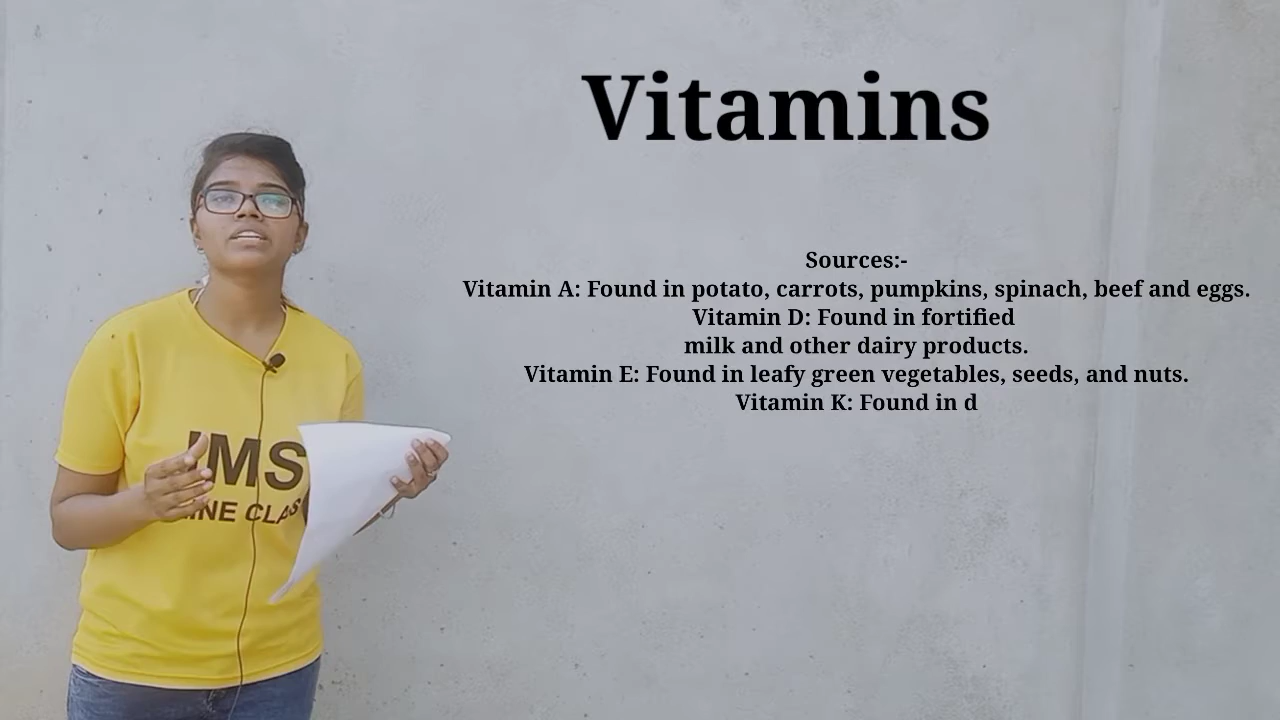 Vitamins
Sources:-
Vitamin A: Found in potato, carrots, pumpkins, spinach, beef and eggs.
Vitamin D: Found in fortified
milk and other dairy products.
Vitamin E: Found in leafy green vegetables, seeds, and nuts.
Vitamin K: Found in d